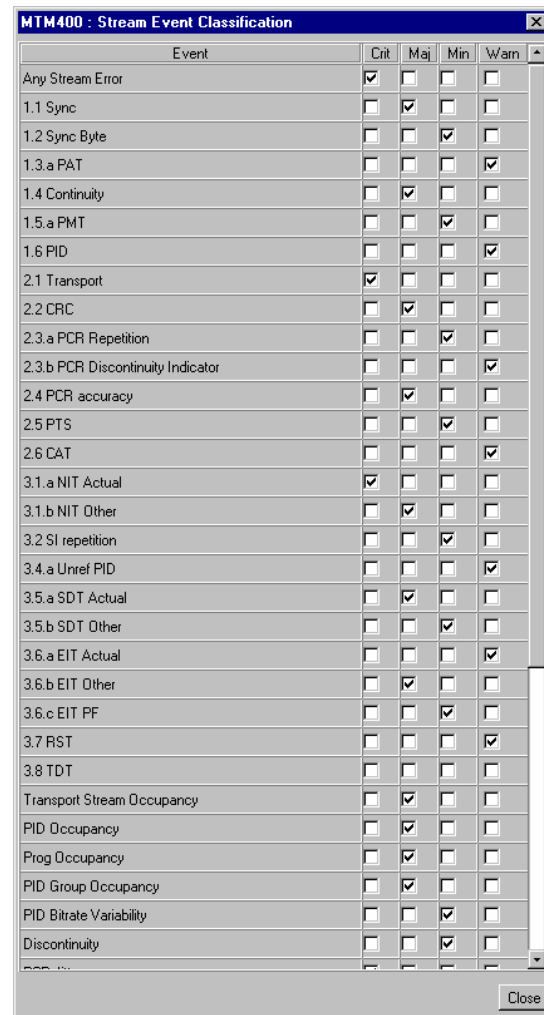 MTM400 : Stream Event Classification
Event Crit Maj Min Warn
Any Stream Error
1.1 Sync
1.2 Sync Byte
1.3.a PAT
1.4 Continuity
1.5.a PMT
1.6 PID
2.1 Transport
2.2 CRC
2.3.a PCR Repetition
2.3.b PCR Discontinuity Indicator
2.4 PCR accuracy
2.5 PTS
2.6 CAT
3.1.a NIT Actual
3.1.b NIT Other
3.2 SI repetition
3.4.a Unref PID
3.5.a SDT Actual
3.5.b SDT Other
3.6.a EIT Actual
3.6.b EIT Other
3.6.c EIT PF
3.7 RST
3.8 TDT
Transport Stream Occupancy
PID Occupancy
Prog Occupancy
PID Group Occupancy
PID Bitrate Variability
Discontinuity
Close